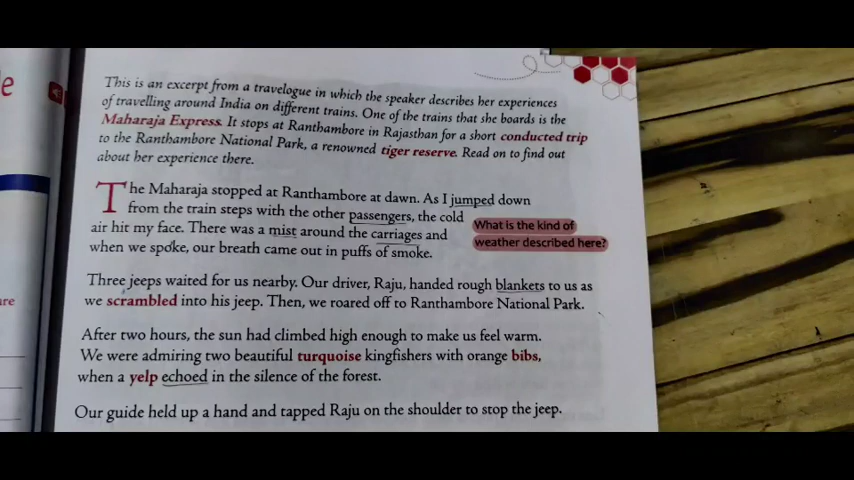 le
This is an excerpt from a travelogue in which the speaker describes her experiences
of travelling around India on different trains. One of the trains that she boards is the
Maharaja Express. It stops at Ranthambore in Rajasthan for a short conducted trip
to the Ranthambore National Park, a renowned tiger reserve. Read on to find out
about her experience there.
The Maharaja stopped at Ranthambore at dawn. As I jumped down
from the train steps with the other passengers, the cold
air hit my face. There was a mist around the carriages and
when we spoke, our breath came out in puffs of smoke.
What is the kind of
weather described here?
Three jeeps waited for us nearby. Our driver, Raju, handed rough blankets to us as
we scrambled into his jeep. Then, we roared off to Ranthambore National Park.
are
After two hours, the sun had climbed high enough to make us feel warm.
We were admiring two beautiful turquoise kingfishers with orange bibs,
when a yelp echoed in the silence of the forest.
Our guide held up a hand and tapped Raju on the shoulder to stop the jeep.